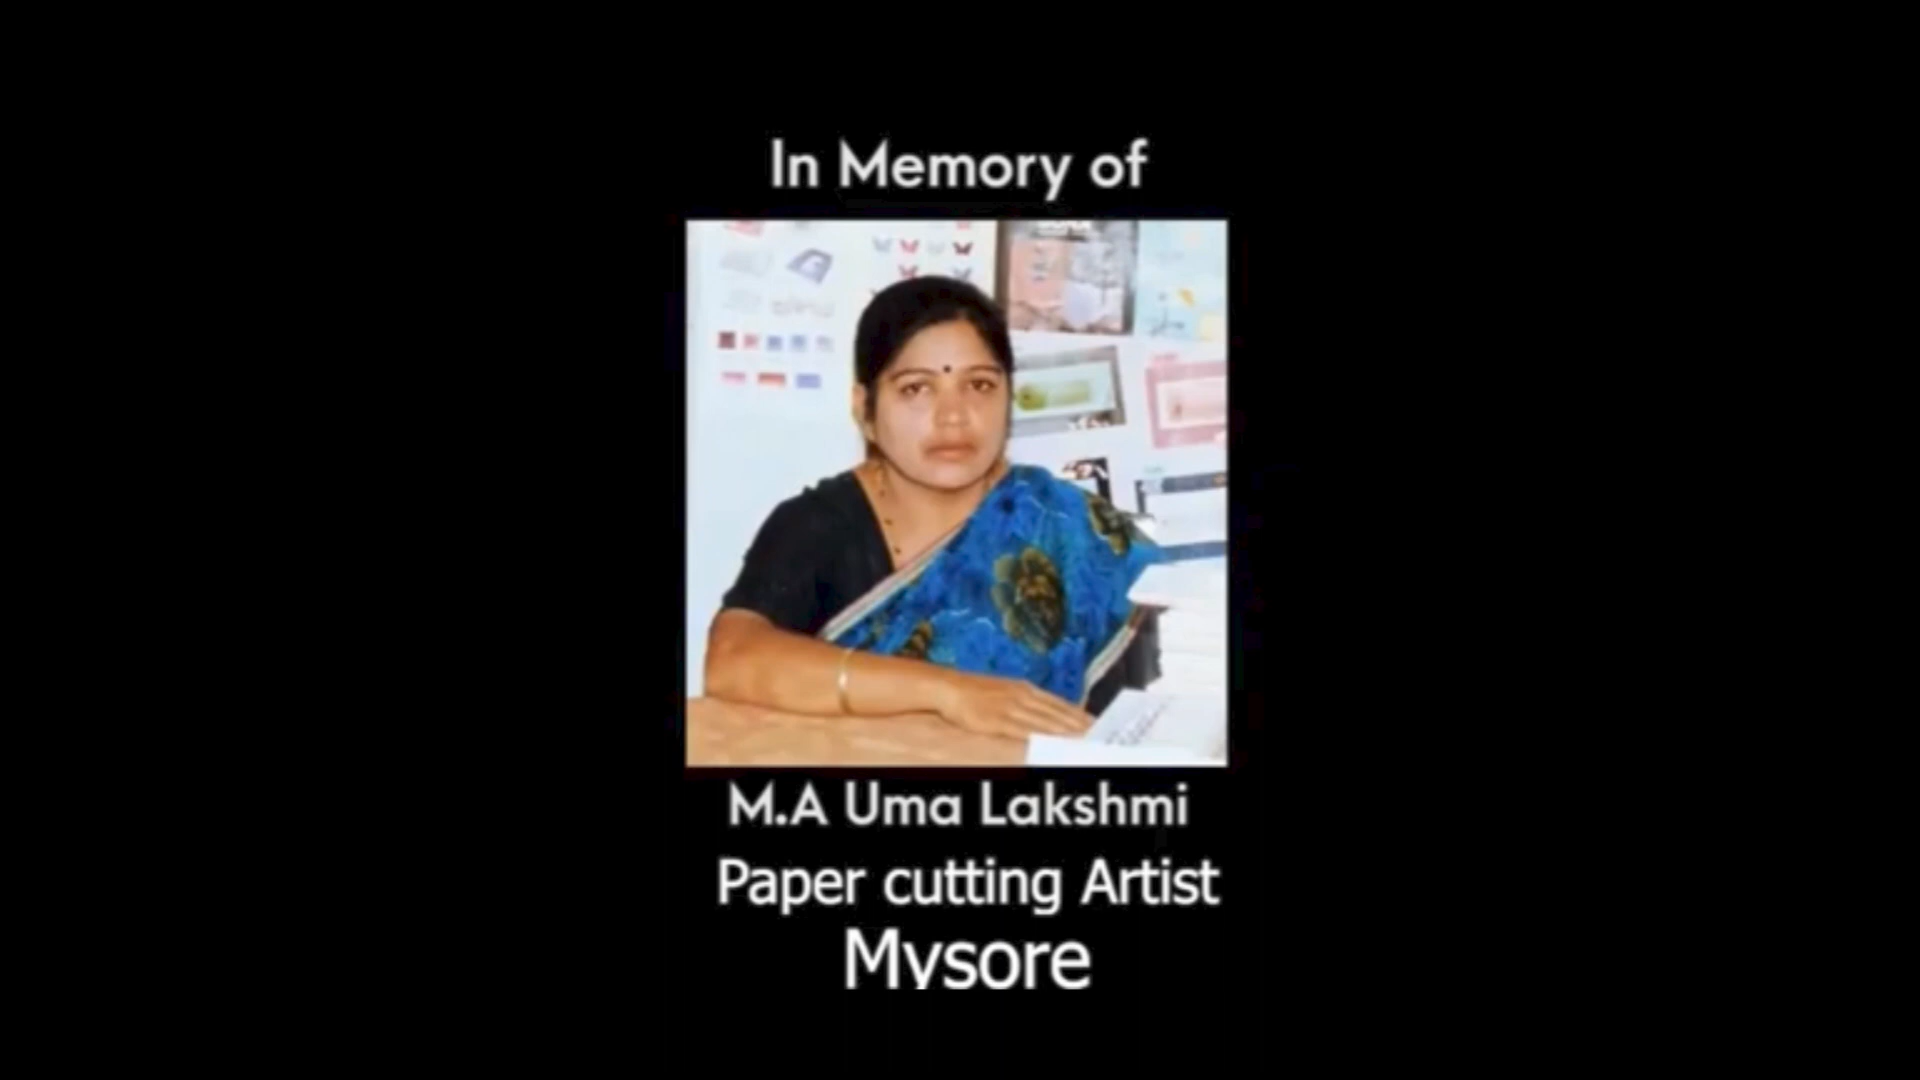 In Memory of
M.A Uma Lakshmi
Paper cutting Artist
Mysore